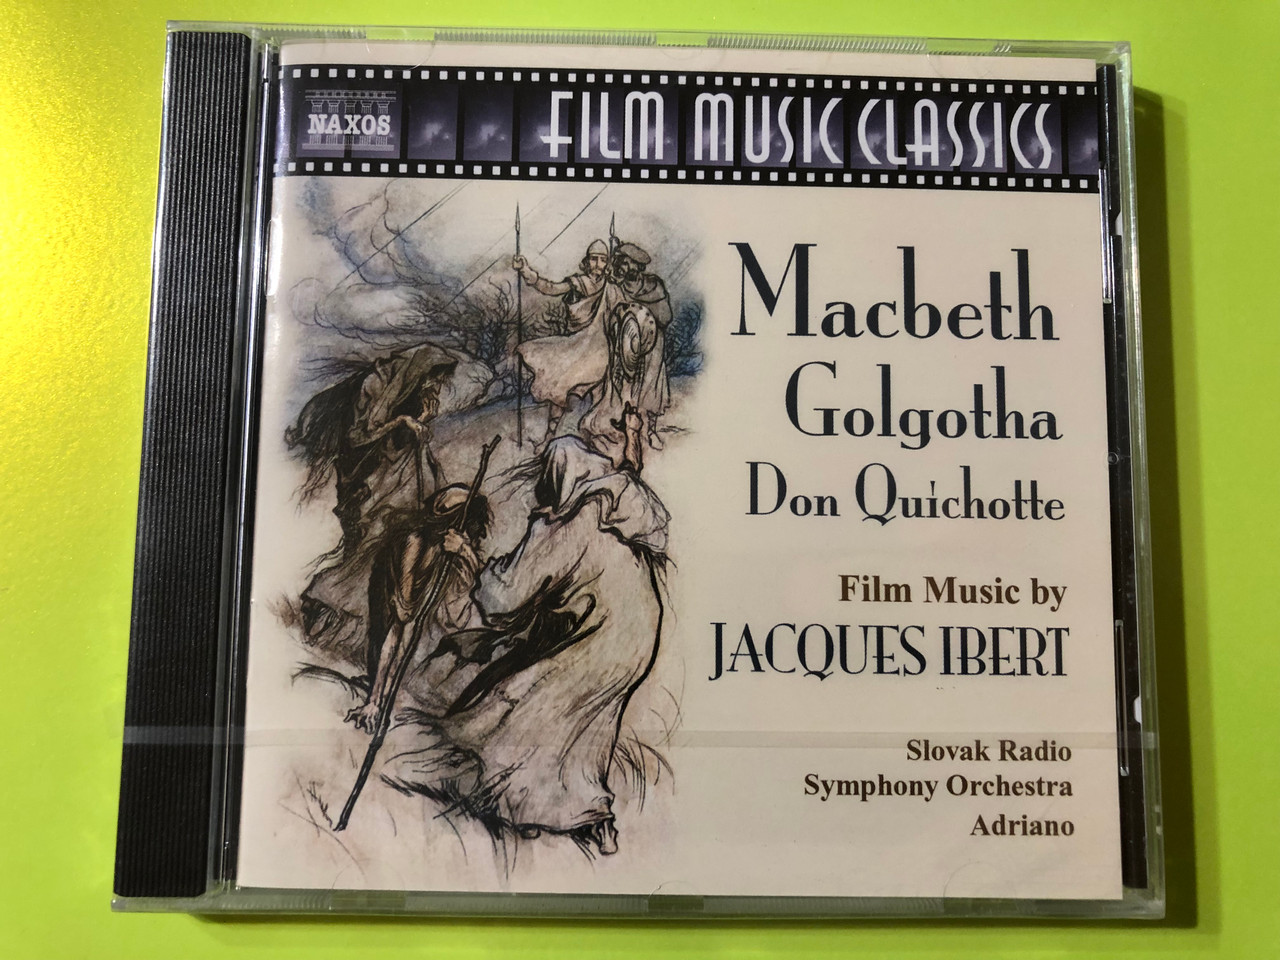 NAXOS
FILM MUSIC CLASSICS
Macbeth
Golgotha
Don Quichotte
Film Music by
JACQUES IBERT
Slovak Radio
Symphony Orchestra
Adriano